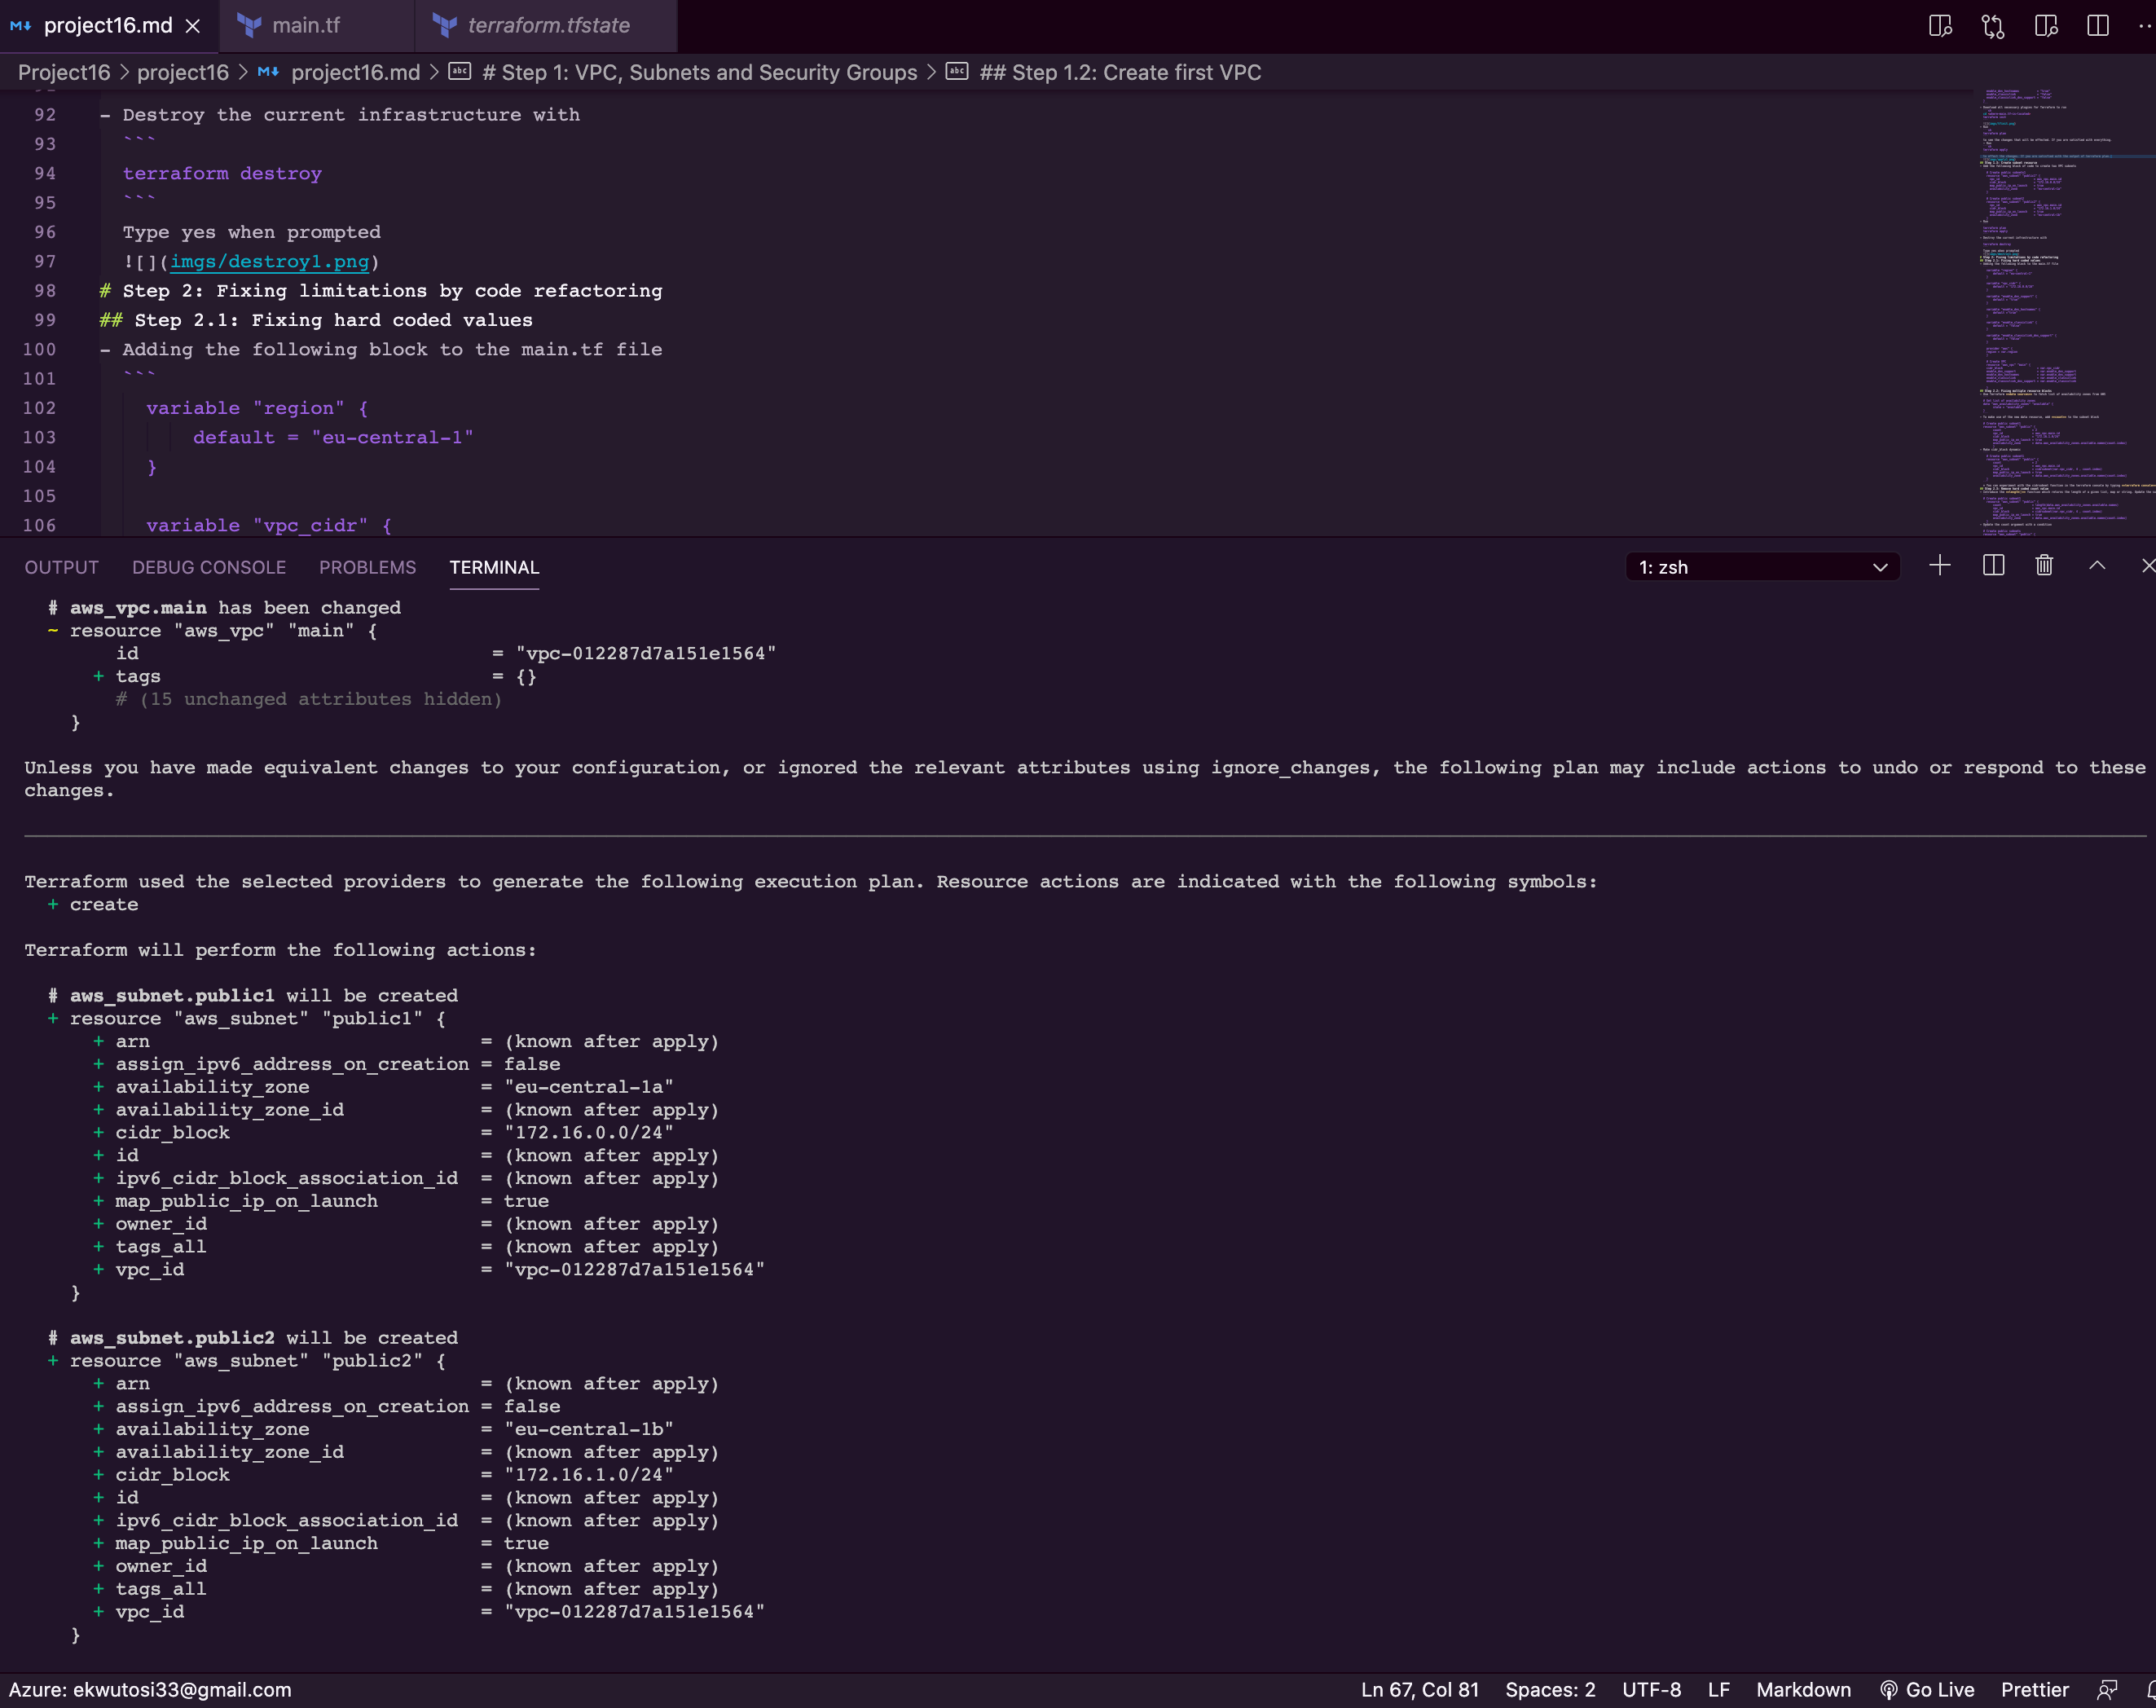 project16.md
main.tf
terraform.tfstate
Project16 > project16 > project16.md > # Step 1: VPC, Subnets and Security Groups > ## Step 1.2: Create first VPC
92 - Destroy the current infrastructure with
93 ```
94 terraform destroy
95 ```
96 Type yes when prompted
97 ![](imgs/destroy1.png)
98 # Step 2: Fixing limitations by code refactoring
99 ## Step 2.1: Fixing hard coded values
100 - Adding the following block to the main.tf file
101 ```
102 variable "region" {
103 default = "eu-central-1"
104 }
105
106 variable "vpc_cidr" {
OUTPUT DEBUG CONSOLE PROBLEMS TERMINAL 1: zsh
# aws_vpc.main has been changed
~ resource "aws_vpc" "main" {
id = "vpc-012287d7a151e1564"
+ tags = {}
# (15 unchanged attributes hidden)
}
Unless you have made equivalent changes to your configuration, or ignored the relevant attributes using ignore_changes, the following plan may include actions to undo or respond to these
changes.
Terraform used the selected providers to generate the following execution plan. Resource actions are indicated with the following symbols:
+ create
Terraform will perform the following actions:
# aws_subnet.public1 will be created
+ resource "aws_subnet" "public1" {
+ arn = (known after apply)
+ assign_ipv6_address_on_creation = false
+ availability_zone = "eu-central-1a"
+ availability_zone_id = (known after apply)
+ cidr_block = "172.16.0.0/24"
+ id = (known after apply)
+ ipv6_cidr_block_association_id = (known after apply)
+ map_public_ip_on_launch = true
+ owner_id = (known after apply)
+ tags_all = (known after apply)
+ vpc_id = "vpc-012287d7a151e1564"
}
# aws_subnet.public2 will be created
+ resource "aws_subnet" "public2" {
+ arn = (known after apply)
+ assign_ipv6_address_on_creation = false
+ availability_zone = "eu-central-1b"
+ availability_zone_id = (known after apply)
+ cidr_block = "172.16.1.0/24"
+ id = (known after apply)
+ ipv6_cidr_block_association_id = (known after apply)
+ map_public_ip_on_launch = true
+ owner_id = (known after apply)
+ tags_all = (known after apply)
+ vpc_id = "vpc-012287d7a151e1564"
}
Azure: ekwutosi33@gmail.com Ln 67, Col 81 Spaces: 2 UTF-8 LF Markdown Go Live Prettier